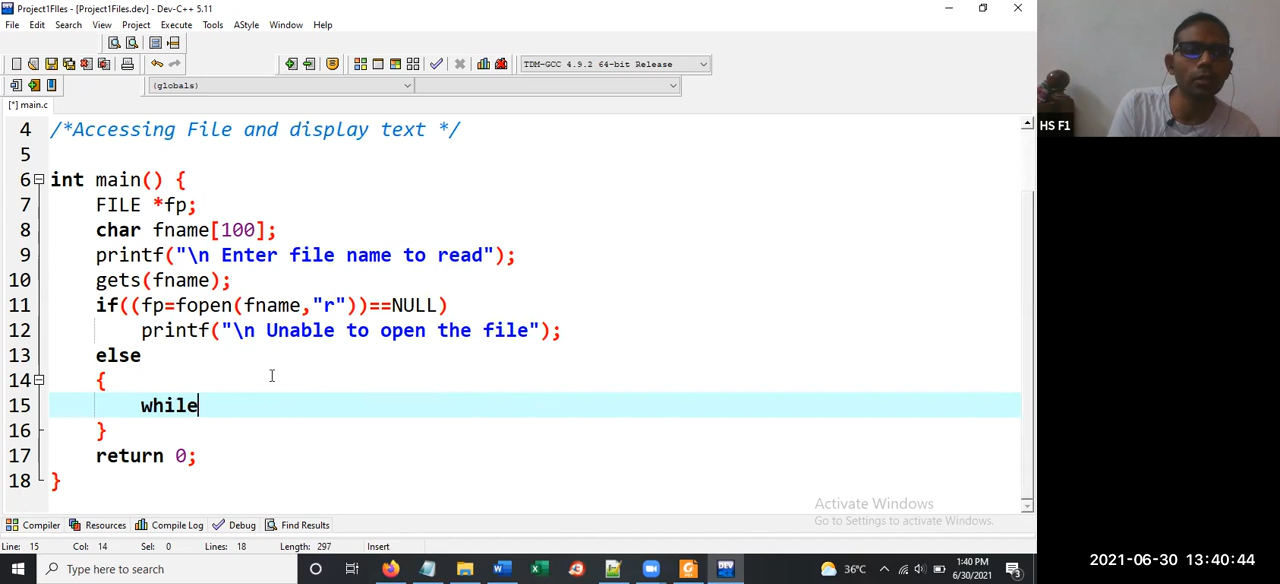 Project1FIles - [Project1Files.dev] - Dev-C++ 5.11
File Edit Search View Project Execute Tools AStyle Window Help
TDM-GCC 4.9.2 64-bit Release
(globals)
[*] main.c
HS F1
4 /*Accessing File and display text */
5
6 int main() {
7 FILE *fp;
8 char fname[100];
9 printf("\n Enter file name to read");
10 gets(fname);
11 if((fp=fopen(fname,"r"))==NULL)
12 printf("\n Unable to open the file");
13 else
14 {
15 while
16 }
17 return 0;
18 }
Activate Windows
Go to Settings to activate Windows.
Compiler Resources Compile Log Debug Find Results
Line: 15 Col: 14 Sel: 0 Lines: 18 Length: 297 Insert
Type here to search
DEV
36°C
1:40 PM
6/30/2021
3
2021-06-30 13:40:44